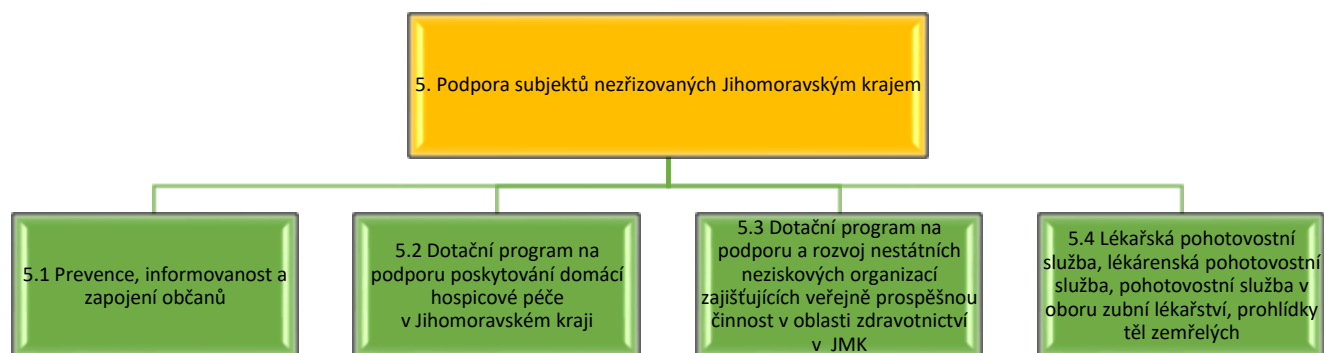 5. Podpora subjektů nezřizovaných Jihomoravským krajem
5.1 Prevence, informovanost a
zapojení občanů
5.2 Dotační program na
podporu poskytování domácí
hospicové péče
v Jihomoravském kraji
5.3 Dotační program na
podporu a rozvoj nestátních
neziskových organizací
zajišťujících veřejně prospěšnou
činnost v oblasti zdravotnictví
v JMK
5.4 Lékařská pohotovostní
služba, lékárenská pohotovostní
služba, pohotovostní služba v
oboru zubní lékařství, prohlídky
těl zemřelých